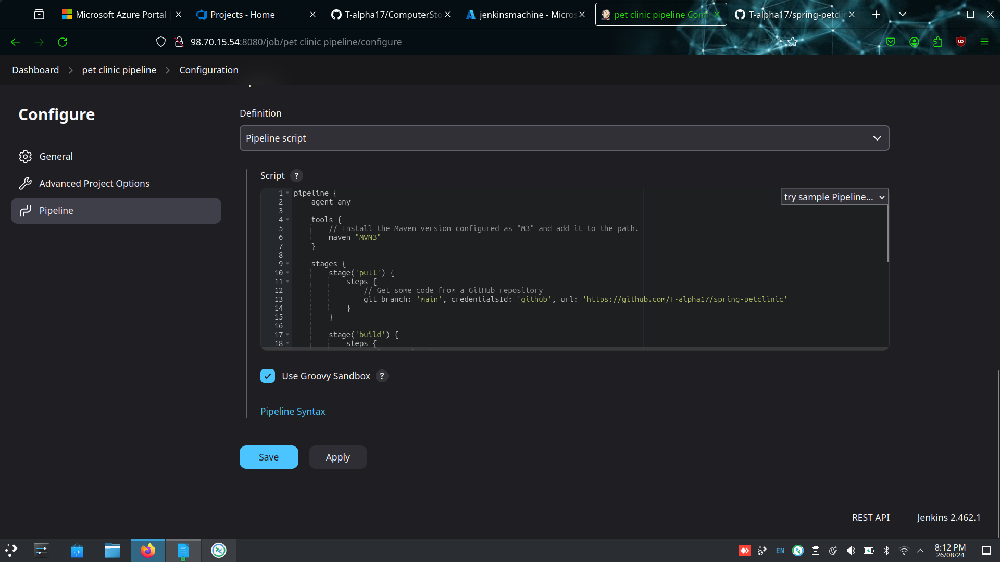 Microsoft Azure Portal |
Projects - Home
T-alpha17/ComputerSto
jenkinsmachine - Micros
pet clinic pipeline Con
T-alpha17/spring-petclin
98.70.15.54:8080/job/pet clinic pipeline/configure
Dashboard > pet clinic pipeline > Configuration
Configure
General
Advanced Project Options
Pipeline
Definition
Pipeline script
Script ?
try sample Pipeline...
1 pipeline {
2 agent any
3
4 tools {
5 // Install the Maven version configured as "M3" and add it to the path.
6 maven "MVN3"
7 }
8
9 stages {
10 stage('pull') {
11 steps {
12 // Get some code from a GitHub repository
13 git branch: 'main', credentialsId: 'github', url: 'https://github.com/T-alpha17/spring-petclinic'
14 }
15 }
16
17 stage('build') {
18 steps {
Use Groovy Sandbox ?
Pipeline Syntax
Save
Apply
REST API
Jenkins 2.462.1
EN
8:12 PM
26/08/24